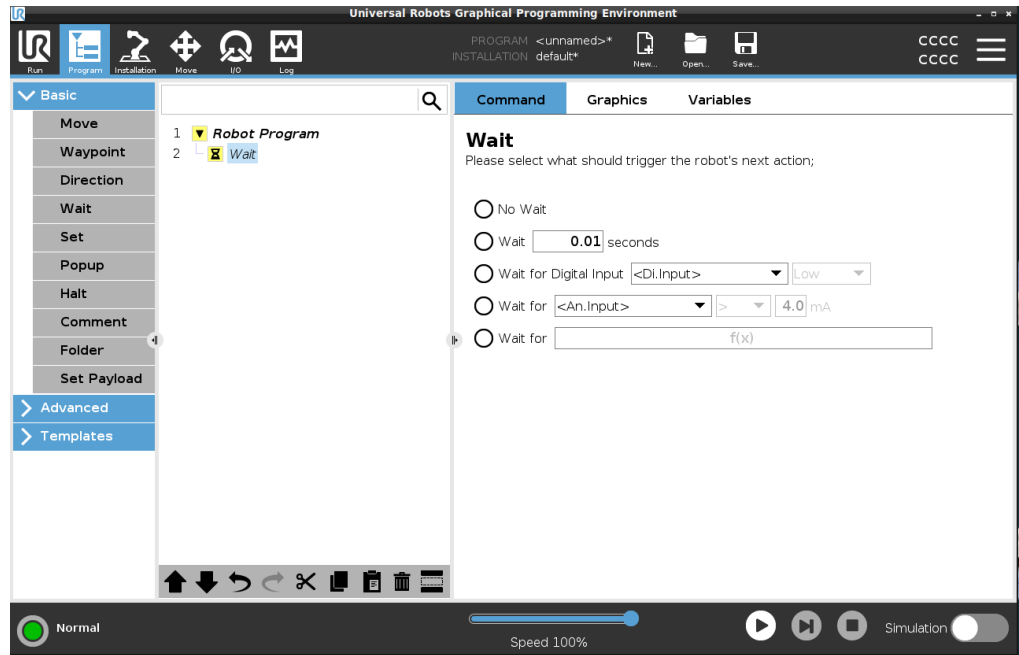 Universal Robots Graphical Programming Environment
PROGRAM <unnamed>*
INSTALLATION default*
Run
Program
Installation
Move
I/O
Log
New...
Open...
Save...
CCCC
CCCC
Basic
Move
Waypoint
Direction
Wait
Set
Popup
Halt
Comment
Folder
Set Payload
Advanced
Templates
1 Robot Program
2 Wait
Command Graphics Variables
Wait
Please select what should trigger the robot's next action;
No Wait
Wait 0.01 seconds
Wait for Digital Input <Di.Input> Low
Wait for <An.Input> > 4.0 mA
Wait for f(x)
Normal
Speed 100%
Simulation